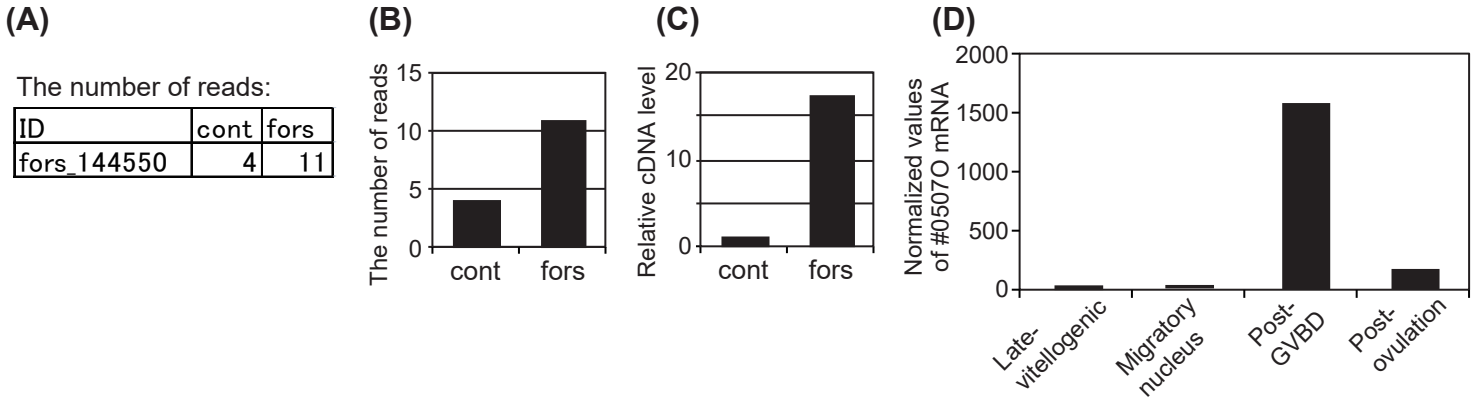 (A)
The number of reads:
ID cont fors
fors_144550 4 11
(B)
The number of reads
15
10
5
0
cont fors
(C)
Relative cDNA level
20
10
0
cont fors
(D)
Normalized values
of #0507O mRNA
2000
1500
1000
500
0
Late-
vitellogenic
Migratory
nucleus
Post-
GVBD
Post-
ovulation